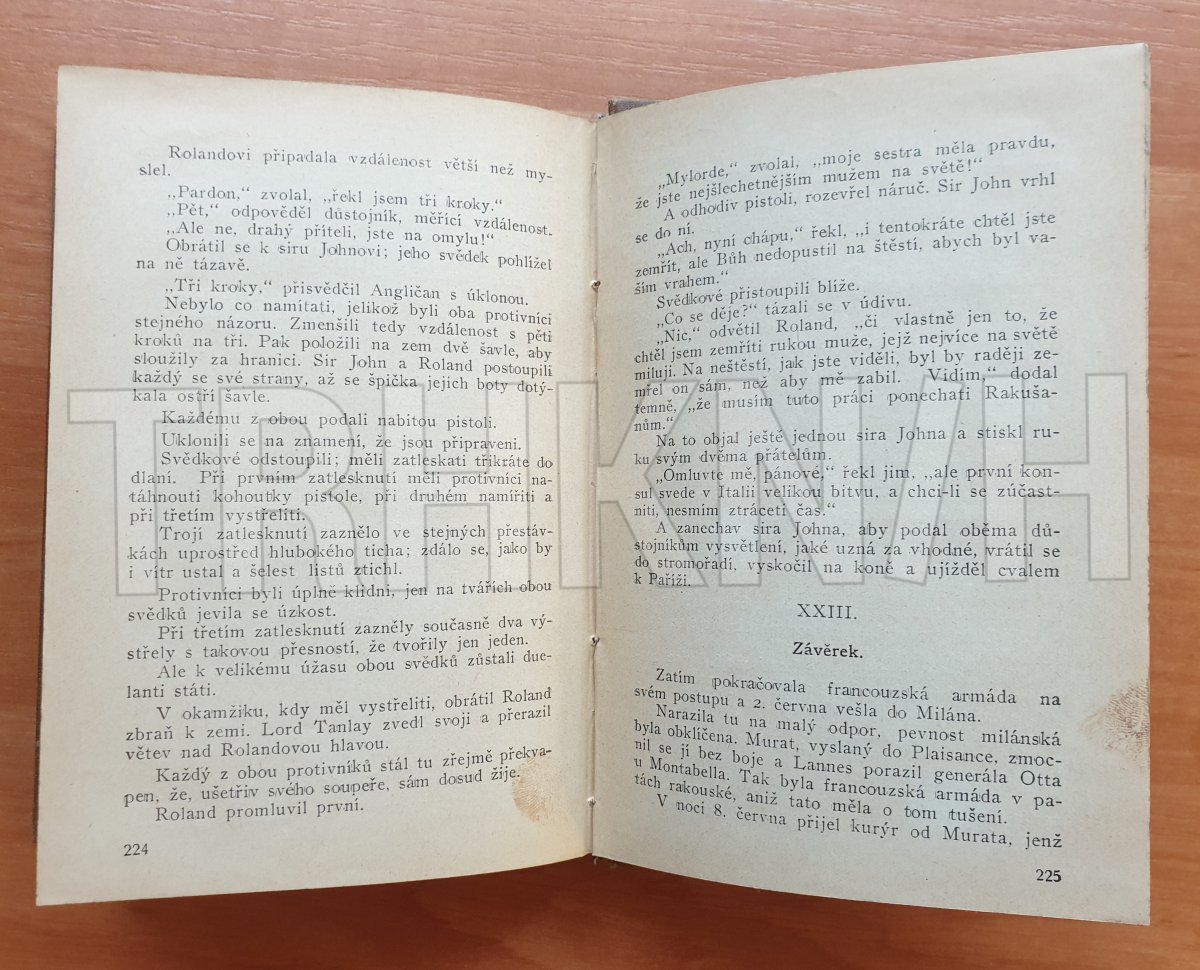 Rolandovi připadala vzdálenost větší než my-
slel.
„Pardon,“ zvolal, „řekl jsem tři kroky.“
„Pět,“ odpověděl důstojník, měřící vzdálenost.
„Ale ne, drahý příteli, jste na omylu!“
Obrátil se k siru Johnovi; jeho svědek pohlížel
na ně tázavě.
„Tři kroky,“ přisvědčil Angličan s úklonou.
Nebylo co namítati, jelikož byli oba protivníci
stejného názoru. Zmenšili tedy vzdálenost s pěti
kroků na tři. Pak položili na zem dvě šavle, aby
sloužily za hranici. Sir John a Roland postoupili
každý se své strany, až se špička jejich boty dotý-
kala ostří šavle.
Každému z obou podali nabitou pistoli.
Uklonili se na znamení, že jsou připraveni.
Svědkové odstoupili; měli zatleskati třikráte do
dlaní. Při prvním zatlesknutí měli protivníci na-
táhnouti kohoutky pistole, při druhém namířiti a
při třetím vystřeliti.
Trojí zatlesknutí zaznělo ve stejných přestáv-
kách uprostřed hlubokého ticha; zdálo se, jako by
i vítr ustal a šelest listů ztichl.
Protivníci byli úplně klidni, jen na tvářích obou
svědků jevila se úzkost.
Při třetím zatlesknutí zazněly současně dva vý-
střely s takovou přesností, že tvořily jen jeden.
Ale k velikému úžasu obou svědků zůstali due-
lanti státi.
V okamžiku, kdy měl vystřeliti, obrátil Roland
zbraň k zemi. Lord Tanlay zvedl svoji a přerazil
větev nad Rolandovou hlavou.
Každý z obou protivníků stál tu zřejmě překva-
pen, že, ušetřiv svého soupeře, sám dosud žije.
Roland promluvil první.
224
„Mylorde,“ zvolal, „moje sestra měla pravdu,
že jste nejšlechetnějším mužem na světě!“
A odhodiv pistoli, rozevřel náruč. Sir John vrhl
se do ní.
„Ach, nyní chápu,“ řekl, „i tentokráte chtěl jste
zemřít, ale Bůh nedopustil na štěstí, abych byl va-
ším vrahem.“
Svědkové přistoupili blíže.
„Co se děje?“ tázali se v údivu.
„Nic,“ odvětil Roland, „či vlastně jen to, že
chtěl jsem zemříti rukou muže, jejž nejvíce na světě
miluji. Na neštěstí, jak jste viděli, byl by raději ze-
mřel on sám, než aby mě zabil. Vidím,“ dodal
temně, „že musím tuto práci ponechati Rakuša-
nům.“
Na to objal ještě jednou sira Johna a stiskl ru-
ku svým dvěma přátelům.
„Omluvte mě, pánové,“ řekl jim, „ale první kon-
sul svede v Italii velikou bitvu, a chci-li se zúčast-
niti, nesmím ztráceti čas.“
A zanechav sira Johna, aby podal oběma dů-
stojníkům vysvětlení, jaké uzná za vhodné, vrátil se
do stromořadí, vyskočil na koně a ujížděl cvalem
k Paříži.
XXIII.
Závěrek.
Zatím pokračovala francouzská armáda na
svém postupu a 2. června vešla do Milána.
Narazila tu na malý odpor, pevnost milánská
byla obklíčena. Murat, vyslaný do Plaisance, zmoc-
nil se jí bez boje a Lannes porazil generála Otta
u Montabella. Tak byla francouzská armáda v pa-
tách rakouské, aniž tato měla o tom tušení.
V noci 8. června přijel kurýr od Murata, jenž
225
TRHKNIH